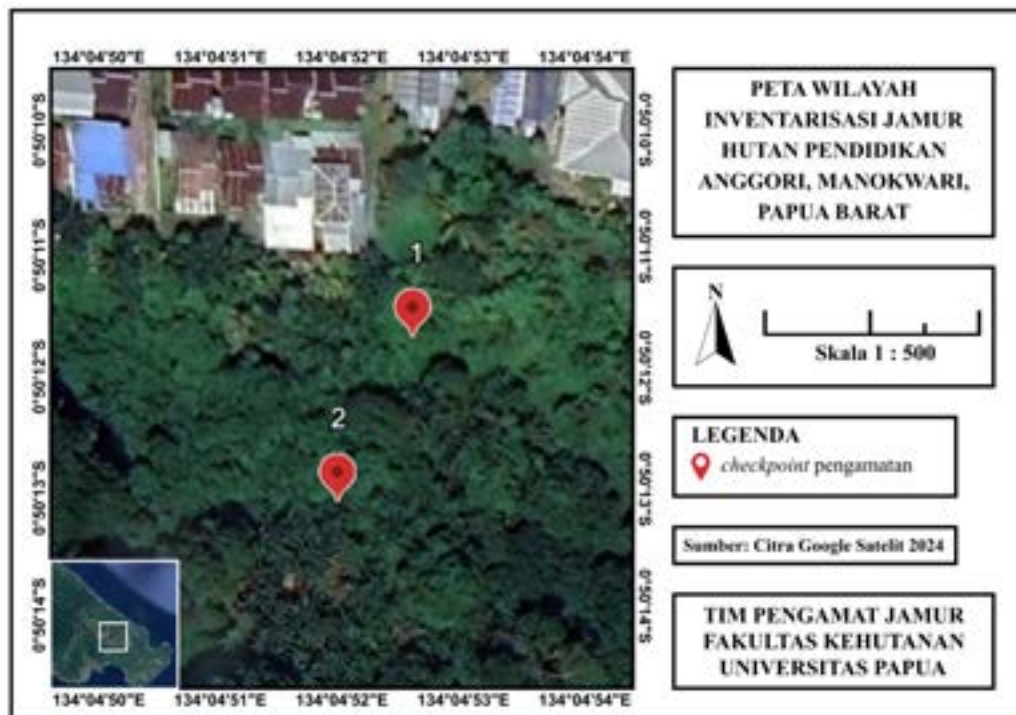 134°04'50"E 134°04'51"E 134°04'52"E 134°04'53"E 134°04'54"E
0°50'10"S
0°50'11"S
0°50'12"S
0°50'13"S
0°50'14"S
1
2
0°50'10"S
0°50'11"S
0°50'12"S
0°50'13"S
0°50'14"S
134°04'50"E 134°04'52"E 134°04'53"E 134°04'54"E
PETA WILAYAH
INVENTARISASI JAMUR
HUTAN PENDIDIKAN
ANGGORI, MANOKWARI,
PAPUA BARAT
N
Skala 1 : 500
LEGENDA
checkpoint pengamatan
Sumber: Citra Google Satelit 2024
TIM PENGAMAT JAMUR
FAKULTAS KEHUTANAN
UNIVERSITAS PAPUA